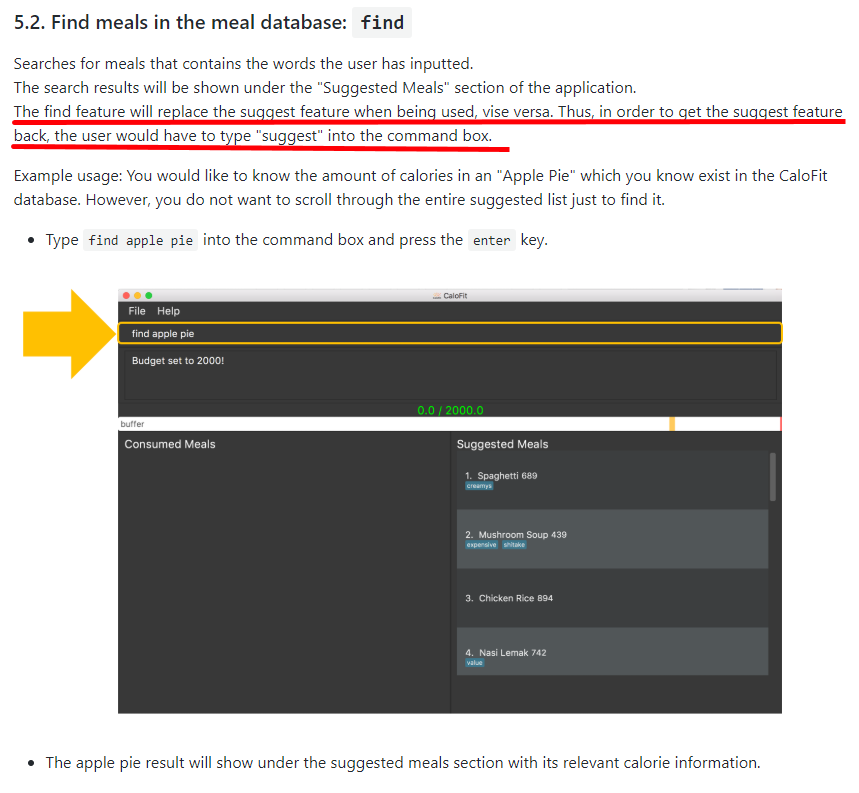 5.2. Find meals in the meal database: find
Searches for meals that contains the words the user has inputted.
The search results will be shown under the "Suggested Meals" section of the application.
The find feature will replace the suggest feature when being used, vise versa. Thus, in order to get the suggest feature
back, the user would have to type "suggest" into the command box.
Example usage: You would like to know the amount of calories in an "Apple Pie" which you know exist in the CaloFit
database. However, you do not want to scroll through the entire suggested list just to find it.
• Type find apple pie into the command box and press the enter key.
CaloFit
File Help
find apple pie
Budget set to 2000!
0.0 / 2000.0
buffer
Consumed Meals
Suggested Meals
1. Spaghetti 689
creamys
2. Mushroom Soup 439
expensive shitake
3. Chicken Rice 894
4. Nasi Lemak 742
value
• The apple pie result will show under the suggested meals section with its relevant calorie information.